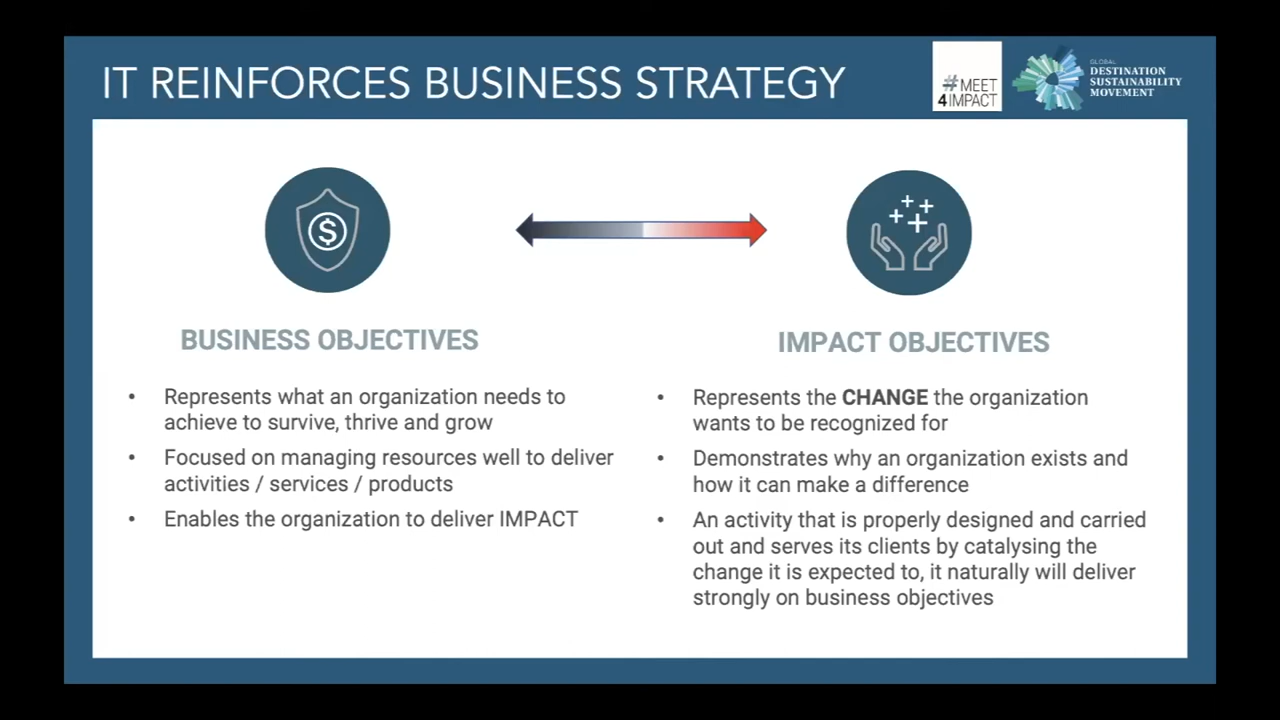 IT REINFORCES BUSINESS STRATEGY
#MEET
4IMPACT
GLOBAL
DESTINATION
SUSTAINABILITY
MOVEMENT
$
BUSINESS OBJECTIVES
• Represents what an organization needs to
achieve to survive, thrive and grow
• Focused on managing resources well to deliver
activities / services / products
• Enables the organization to deliver IMPACT
IMPACT OBJECTIVES
• Represents the CHANGE the organization
wants to be recognized for
• Demonstrates why an organization exists and
how it can make a difference
• An activity that is properly designed and carried
out and serves its clients by catalysing the
change it is expected to, it naturally will deliver
strongly on business objectives